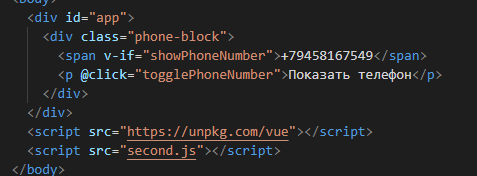 <body>
<div id="app">
<div class="phone-block">
<span v-if="showPhoneNumber">+79458167549</span>
<p @click="togglePhoneNumber">Показать телефон</p>
</div>
</div>
<script src="https://unpkg.com/vue"></script>
<script src="second.js"></script>
</body>